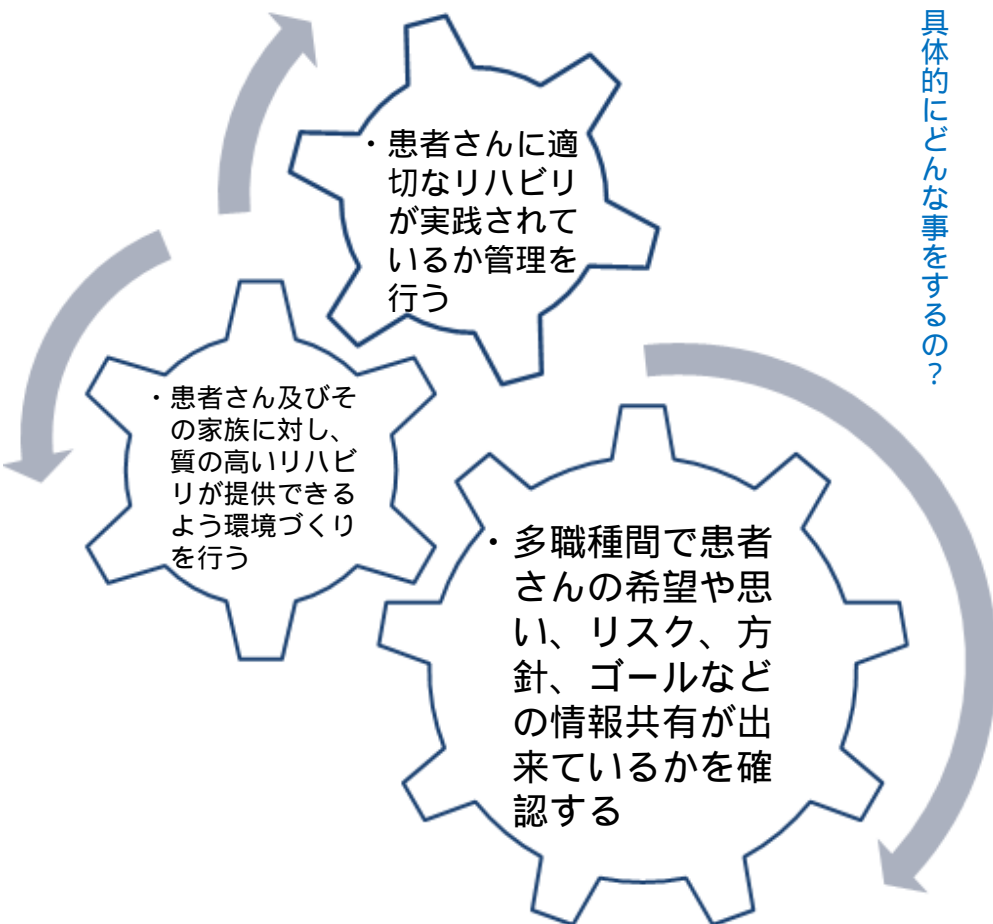 具体的にどんな事をするの？
・患者さんに適
切なリハビリ
が実践されて
いるか管理を
行う
・患者さん及びそ
の家族に対し、
質の高いリハビ
リが提供できる
よう環境づくり
を行う
・多職種間で患者
さんの希望や思
い、リスク、方
針、ゴールなど
の情報共有が出
来ているかを確
認する